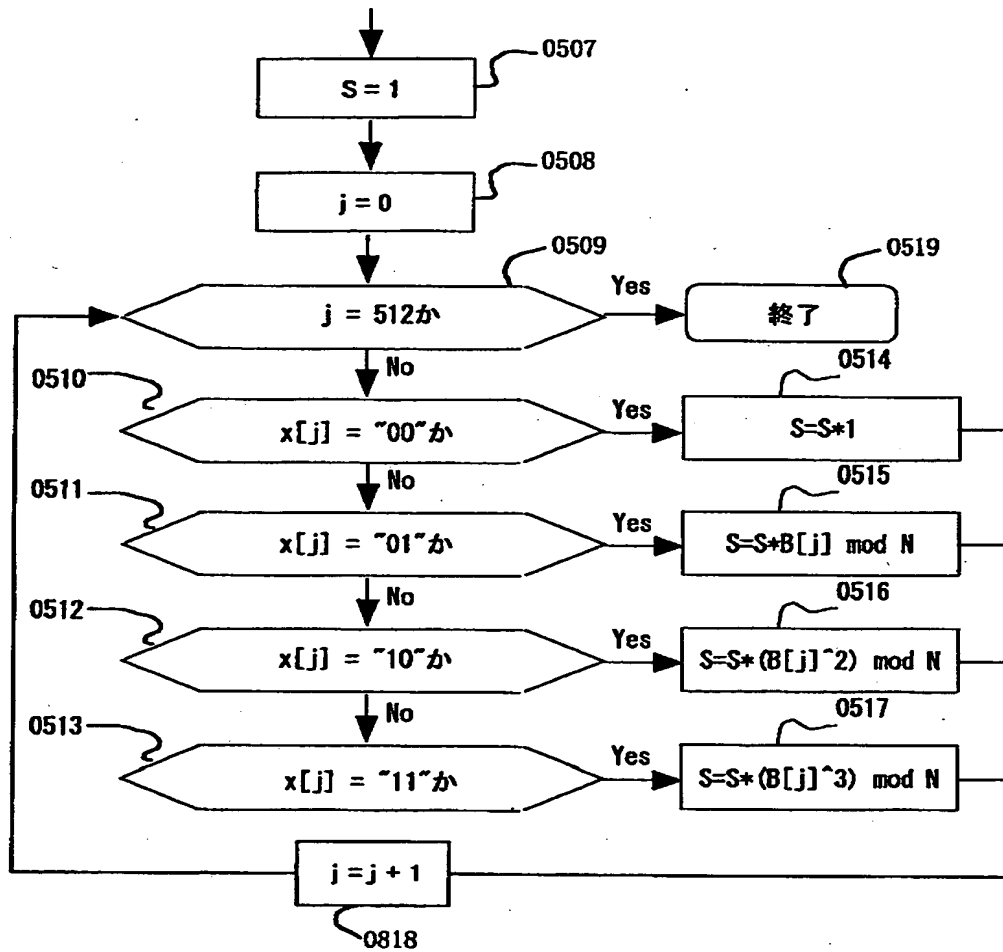 0507
S = 1
0508
j = 0
0509
0519
j = 512か
Yes
終了
No
0510
0514
x[j] = "00"か
Yes
S=S*1
No
0511
0515
x[j] = "01"か
Yes
S=S*B[j] mod N
No
0512
0516
x[j] = "10"か
Yes
S=S*(B[j]^2) mod N
No
0513
0517
x[j] = "11"か
Yes
S=S*(B[j]^3) mod N
j = j + 1
0818